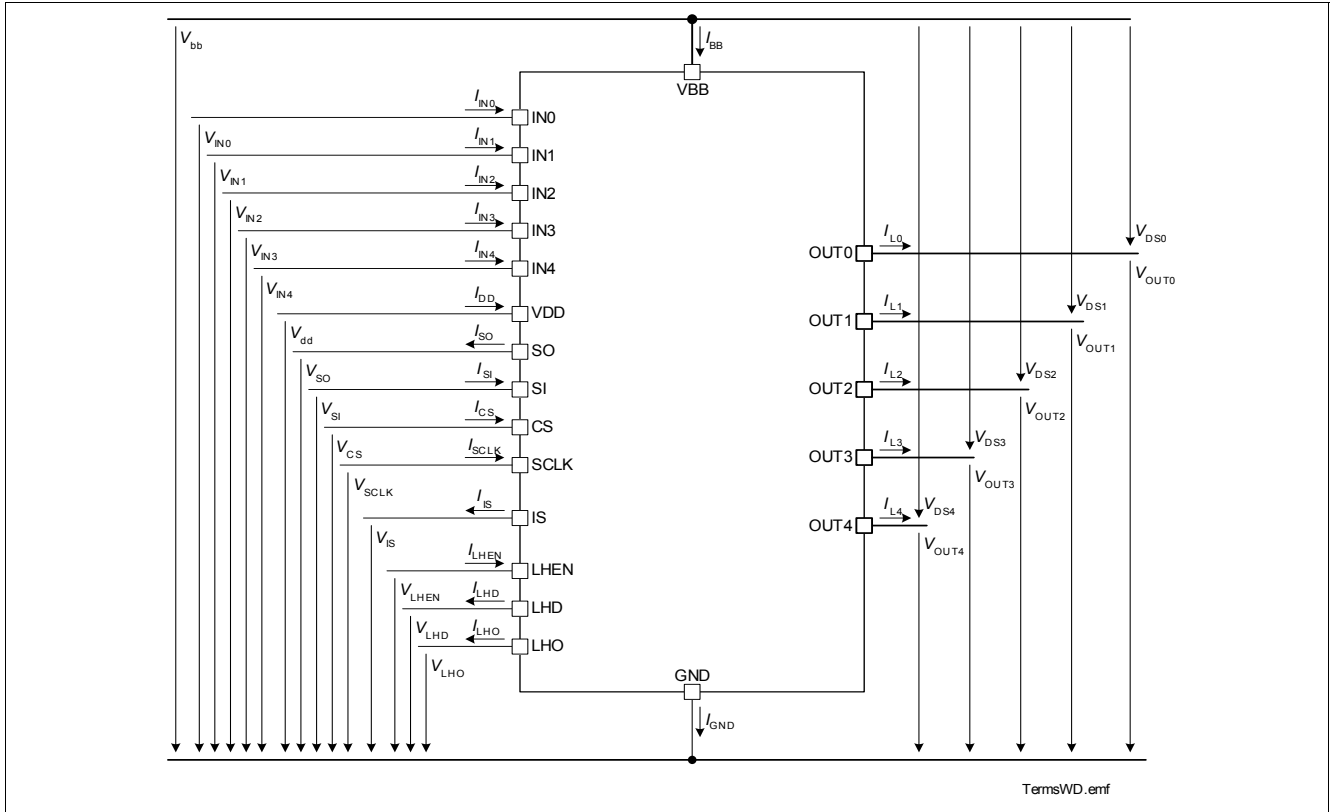 Vbb
IBB
VBB
IIN0
IN0
VIN0
IIN1
IN1
VIN1
IIN2
IN2
VIN2
IIN3
IN3
VIN3
IIN4
IN4
VIN4
IDD
VDD
Vdd
ISO
SO
VSO
ISI
SI
VSI
ICS
CS
VCS
ISCLK
SCLK
VSCLK
IIS
IS
VIS
ILHEN
LHEN
VLHEN
ILHD
LHD
VLHD
ILHO
LHO
VLHO
OUT0
IL0
VDS0
VOUT0
OUT1
IL1
VDS1
VOUT1
OUT2
IL2
VDS2
VOUT2
OUT3
IL3
VDS3
VOUT3
OUT4
IL4
VDS4
VOUT4
GND
IGND
TermsWD.emf